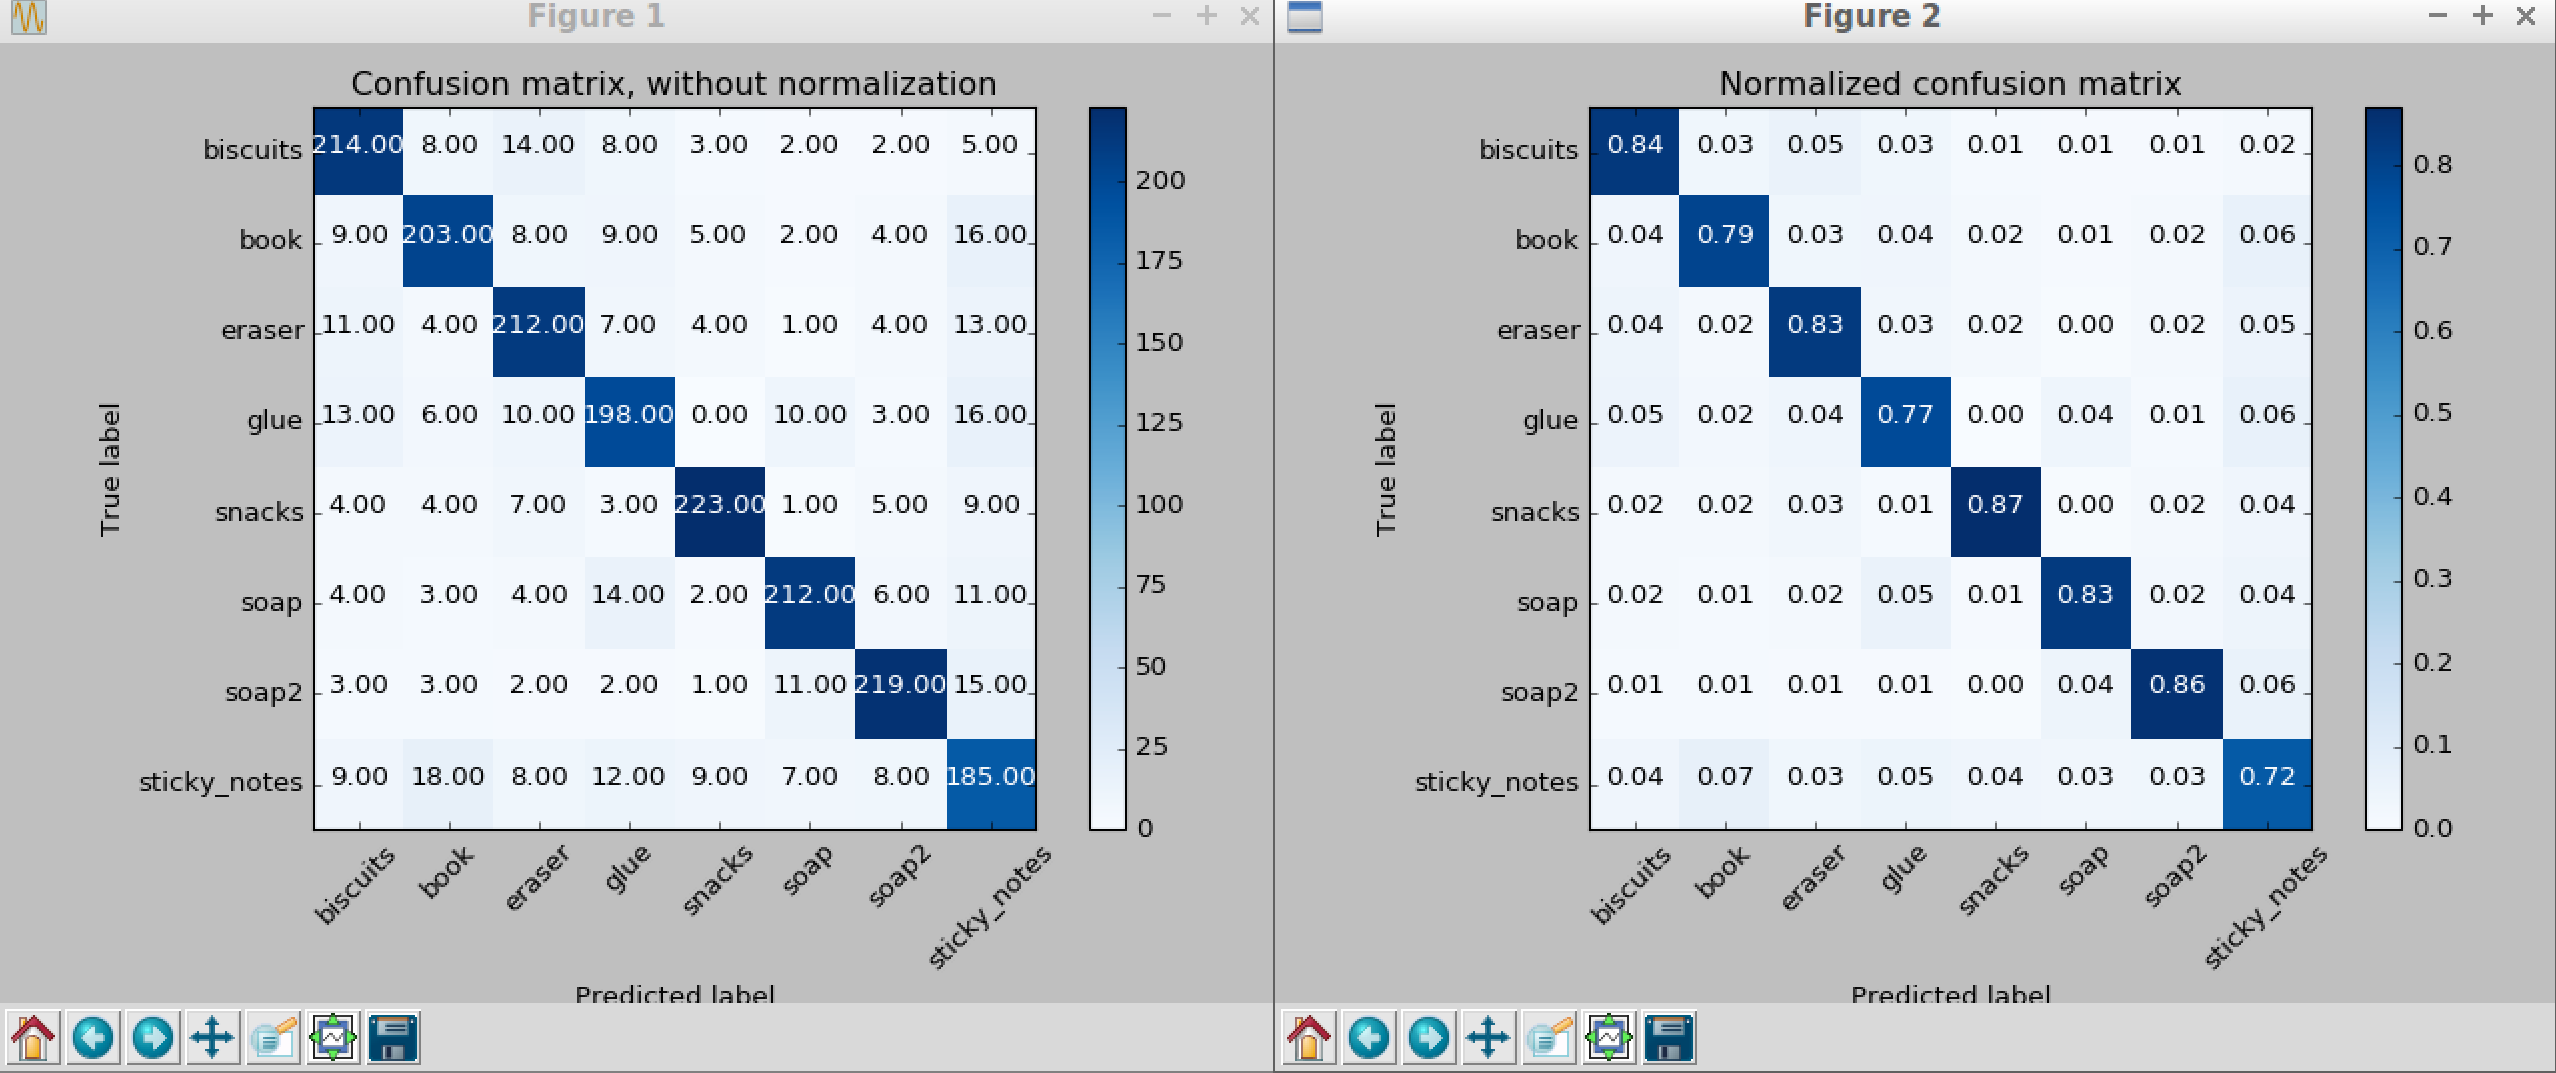 Figure 1
Confusion matrix, without normalization
biscuits 214.00 8.00 14.00 8.00 3.00 2.00 2.00 5.00
book 9.00 203.00 8.00 9.00 5.00 2.00 4.00 16.00
eraser 11.00 4.00 212.00 7.00 4.00 1.00 4.00 13.00
glue 13.00 6.00 10.00 198.00 0.00 10.00 3.00 16.00
snacks 4.00 4.00 7.00 3.00 223.00 1.00 5.00 9.00
soap 4.00 3.00 4.00 14.00 2.00 212.00 6.00 11.00
soap2 3.00 3.00 2.00 2.00 1.00 11.00 219.00 15.00
sticky_notes 9.00 18.00 8.00 12.00 9.00 7.00 8.00 185.00
True label
biscuits book eraser glue snacks soap soap2 sticky_notes
Predicted label
200
175
150
125
100
75
50
25
0
Figure 2
Normalized confusion matrix
biscuits 0.84 0.03 0.05 0.03 0.01 0.01 0.01 0.02
book 0.04 0.79 0.03 0.04 0.02 0.01 0.02 0.06
eraser 0.04 0.02 0.83 0.03 0.02 0.00 0.02 0.05
glue 0.05 0.02 0.04 0.77 0.00 0.04 0.01 0.06
snacks 0.02 0.02 0.03 0.01 0.87 0.00 0.02 0.04
soap 0.02 0.01 0.02 0.05 0.01 0.83 0.02 0.04
soap2 0.01 0.01 0.01 0.01 0.00 0.04 0.86 0.06
sticky_notes 0.04 0.07 0.03 0.05 0.04 0.03 0.03 0.72
True label
biscuits book eraser glue snacks soap soap2 sticky_notes
Predicted label
0.8
0.7
0.6
0.5
0.4
0.3
0.2
0.1
0.0